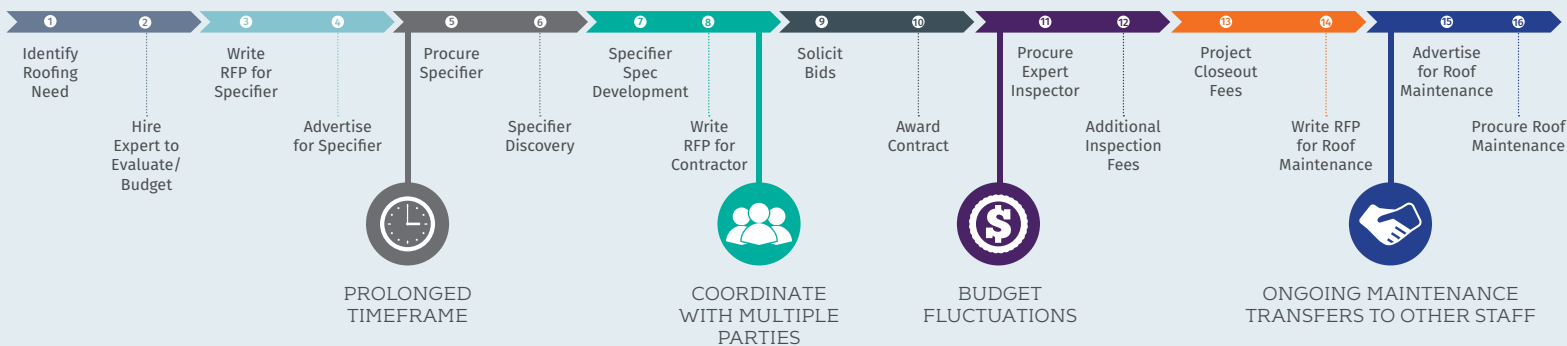 1
Identify
Roofing
Need
2
Hire
Expert to
Evaluate/
Budget
3
Write
RFP for
Specifier
4
Advertise
for Specifier
5
Procure
Specifier
6
Specifier
Discovery
7
Specifier
Spec
Development
8
Write
RFP for
Contractor
9
Solicit
Bids
10
Award
Contract
11
Procure
Expert
Inspector
12
Additional
Inspection
Fees
13
Project
Closeout
Fees
14
Write RFP
for Roof
Maintenance
15
Advertise
for Roof
Maintenance
16
Procure Roof
Maintenance
PROLONGED
TIMEFRAME
COORDINATE
WITH MULTIPLE
PARTIES
$
BUDGET
FLUCTUATIONS
ONGOING MAINTENANCE
TRANSFERS TO OTHER STAFF